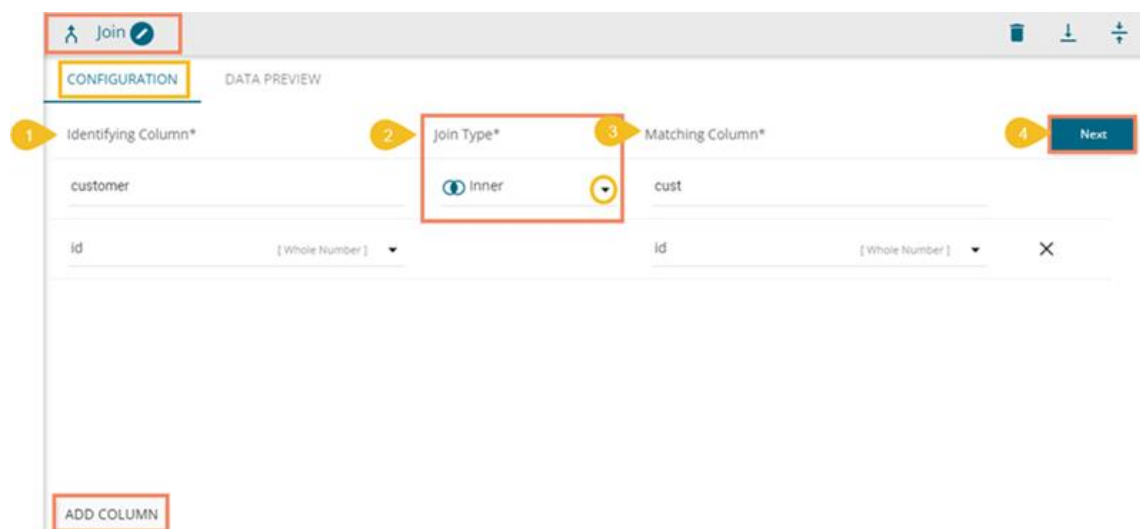 Join
CONFIGURATION DATA PREVIEW
1 Identifying Column* 2 Join Type* 3 Matching Column* 4 Next
customer Inner cust
id [ Whole Number ] id [ Whole Number ]
ADD COLUMN